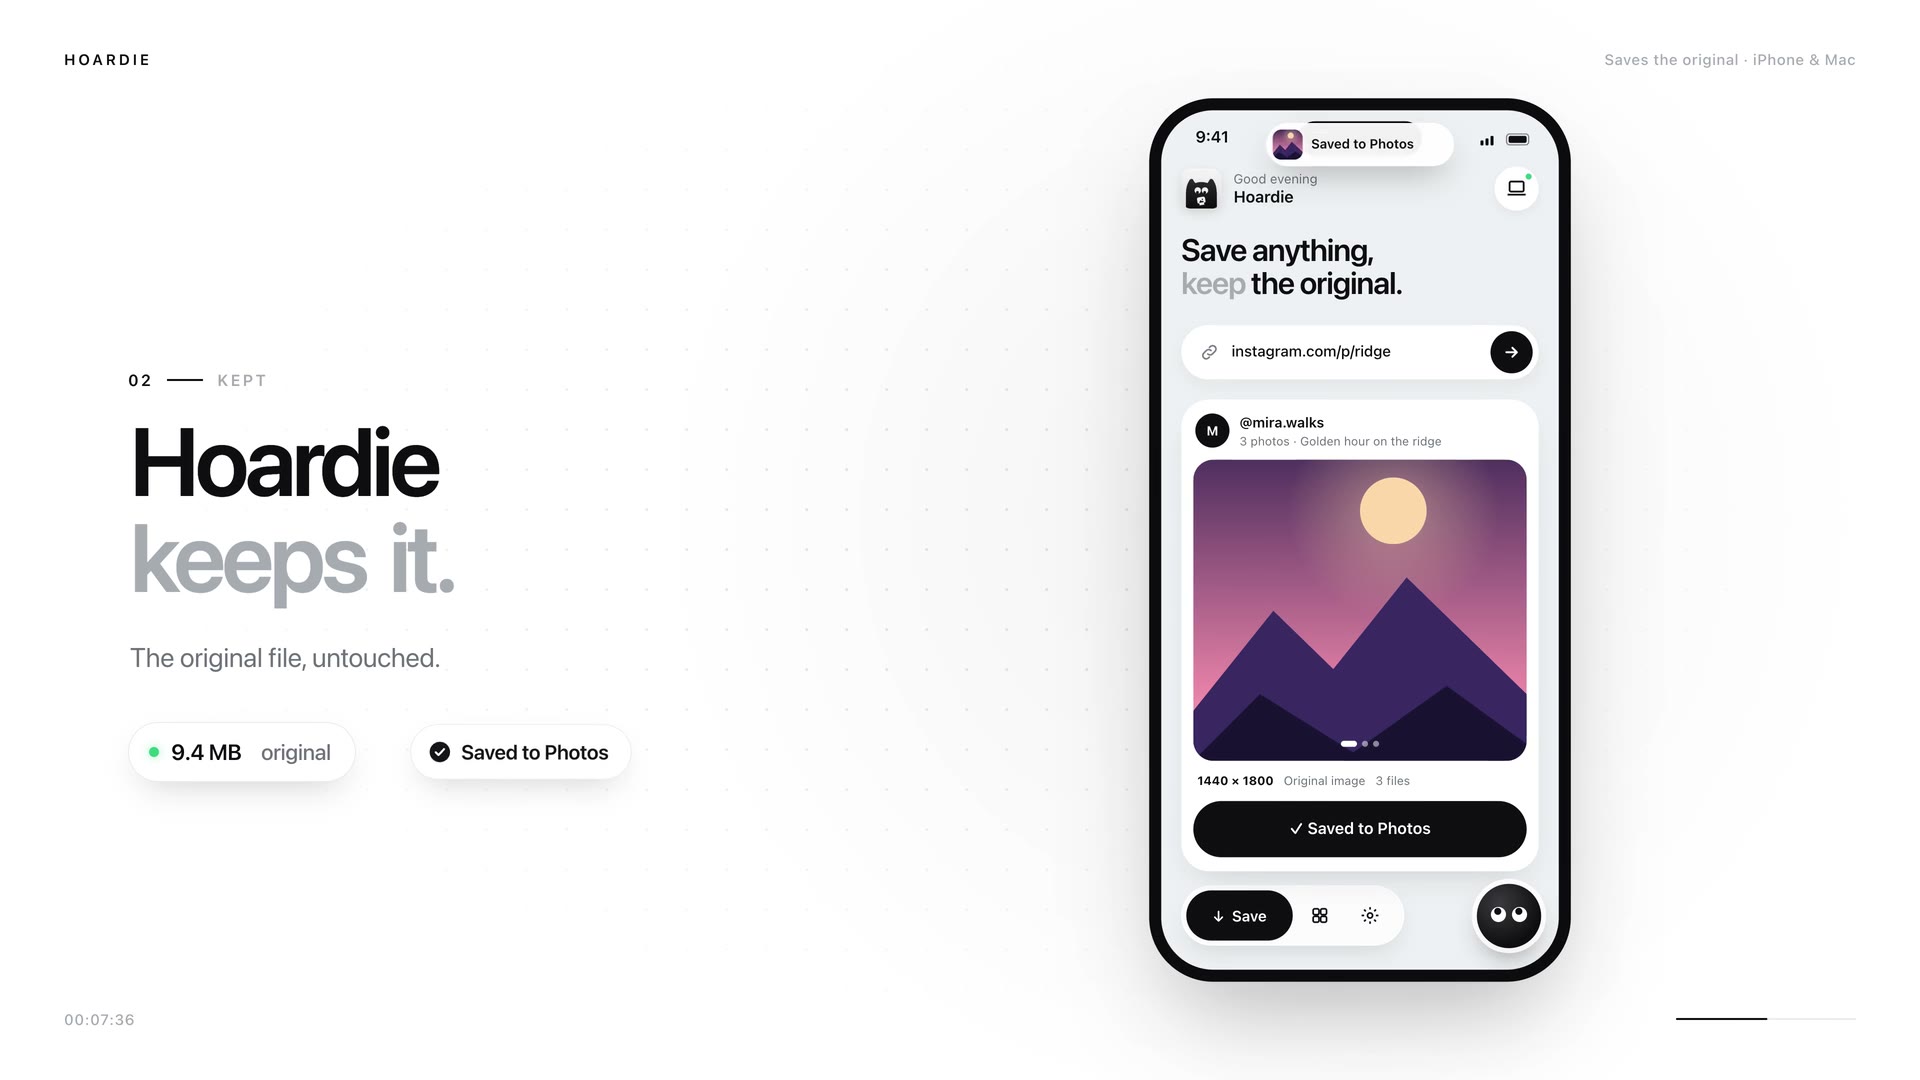 HOARDIE
Saves the original · iPhone & Mac
02 — KEPT
Hoardie
keeps it.
The original file, untouched.
9.4 MB original
Saved to Photos
9:41
Saved to Photos
Good evening
Hoardie
Save anything,
keep the original.
instagram.com/p/ridge
M
@mira.walks
3 photos · Golden hour on the ridge
1440 × 1800 Original image 3 files
✓ Saved to Photos
↓ Save
00:07:36